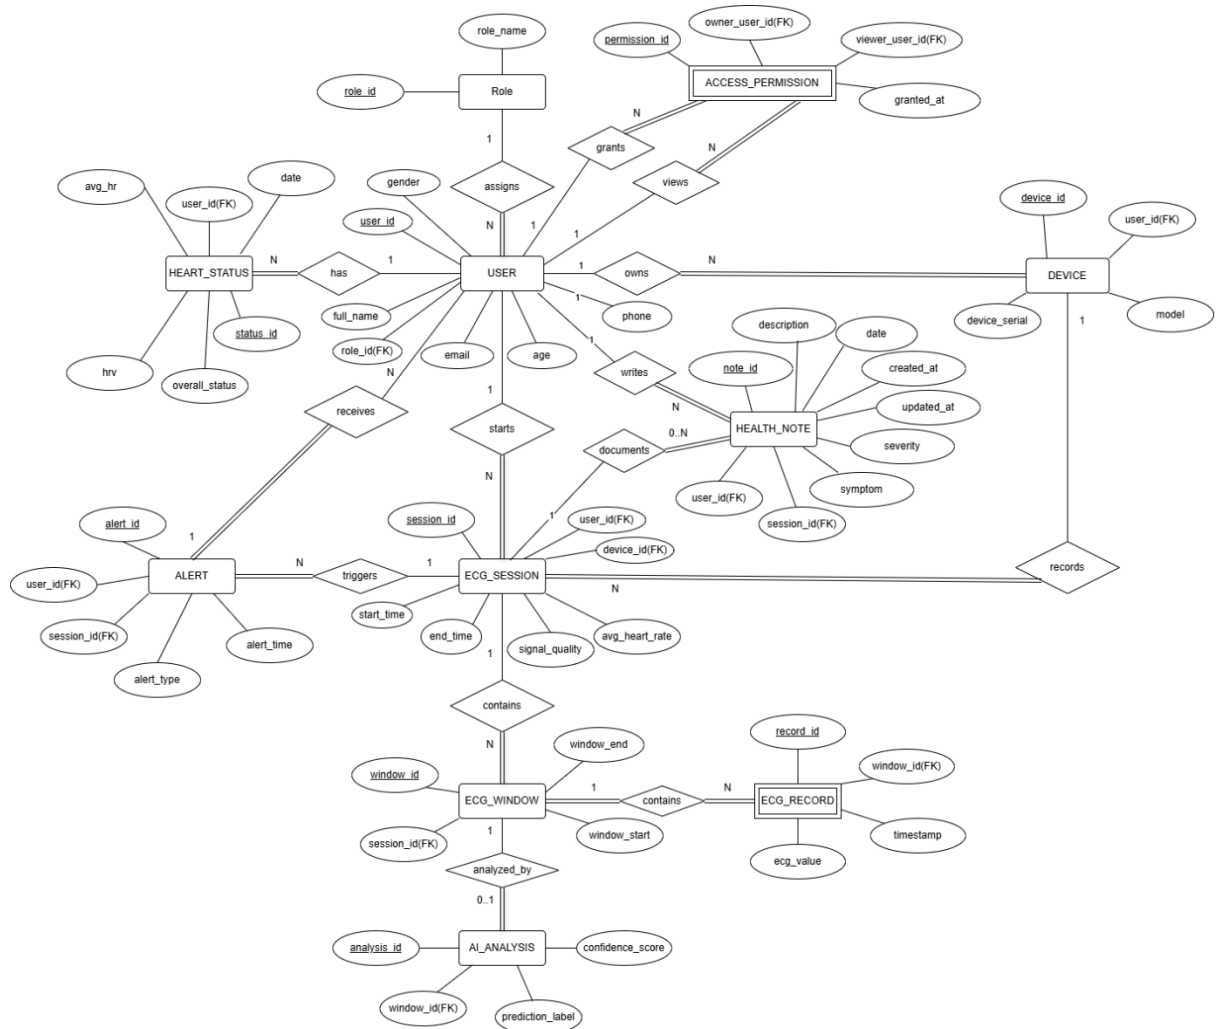 role_name
owner_user_id(FK)
permission_id
viewer_user_id(FK)
ACCESS_PERMISSION
role_id
Role
granted_at
N
1
grants
N
avg_hr
date
gender
assigns
views
user_id(FK)
user_id
device_id
user_id(FK)
N
1
1
N
1
1
N
HEART_STATUS
has
USER
owns
DEVICE
1
full_name
phone
status_id
device_serial
model
description
date
1
role_id(FK)
email
age
1
hrv
overall_status
N
note_id
writes
created_at
receives
1
N
updated_at
starts
0..N
HEALTH_NOTE
documents
severity
N
symptom
user_id(FK)
alert_id
session_id
1
user_id(FK)
session_id(FK)
1
device_id(FK)
N
1
ALERT
triggers
ECG_SESSION
records
user_id(FK)
N
start_time
session_id(FK)
end_time
avg_heart_rate
alert_time
signal_quality
1
alert_type
contains
record_id
N
window_end
window_id
window_id(FK)
1
N
ECG_WINDOW
contains
ECG_RECORD
1
window_start
timestamp
session_id(FK)
ecg_value
analyzed_by
0..1
analysis_id
AI_ANALYSIS
confidence_score
window_id(FK)
prediction_label